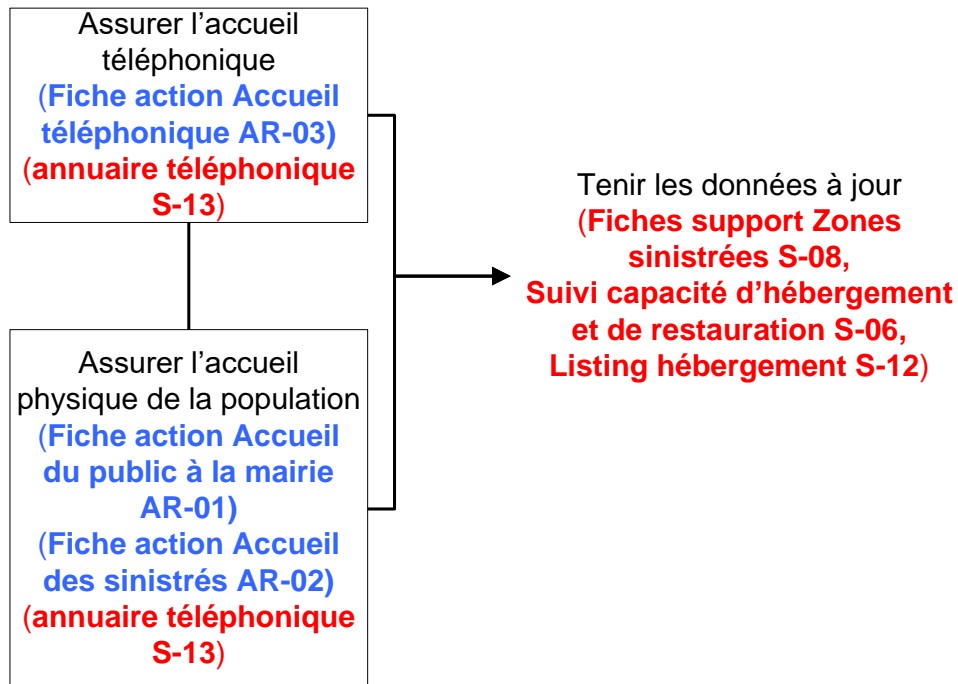 Assurer l’accueil
téléphonique
(Fiche action Accueil
téléphonique AR-03)
(annuaire téléphonique
S-13)
Assurer l’accueil
physique de la population
(Fiche action Accueil
du public à la mairie
AR-01)
(Fiche action Accueil
des sinistrés AR-02)
(annuaire téléphonique
S-13)
Tenir les données à jour
(Fiches support Zones
sinistrées S-08,
Suivi capacité d’hébergement
et de restauration S-06,
Listing hébergement S-12)